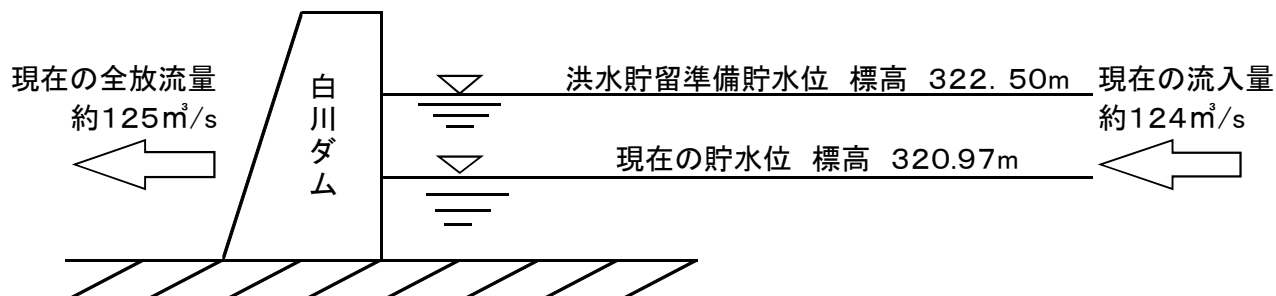 現在の全放流量
約125㎥/s
白川ダム
洪水貯留準備貯水位 標高 322.50m
現在の貯水位 標高 320.97m
現在の流入量
約124㎥/s